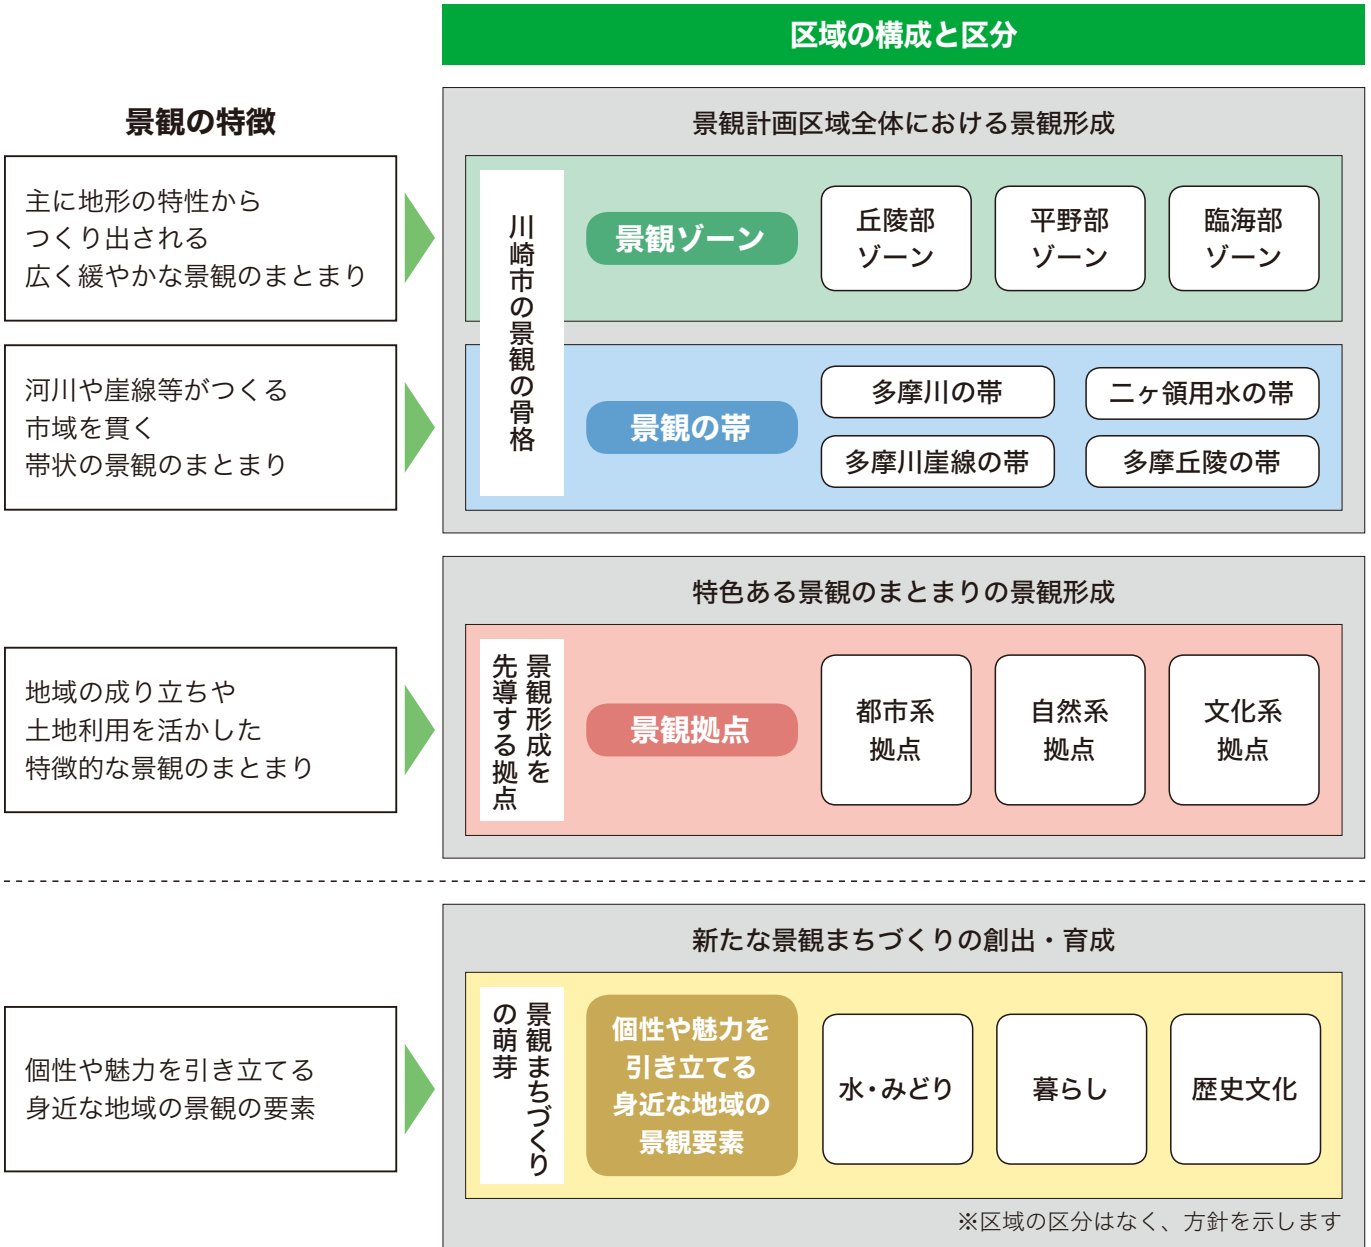 区域の構成と区分
景観の特徴
景観計画区域全体における景観形成
主に地形の特性から
つくり出される
広く緩やかな景観のまとまり
川崎市の景観の骨格
景観ゾーン
丘陵部
ゾーン
平野部
ゾーン
臨海部
ゾーン
河川や崖線等がつくる
市域を貫く
帯状の景観のまとまり
景観の帯
多摩川の帯
二ヶ領用水の帯
多摩川崖線の帯
多摩丘陵の帯
特色ある景観のまとまりの景観形成
地域の成り立ちや
土地利用を活かした
特徴的な景観のまとまり
景観形成を
先導する拠点
景観拠点
都市系
拠点
自然系
拠点
文化系
拠点
新たな景観まちづくりの創出・育成
個性や魅力を引き立てる
身近な地域の景観の要素
景観まちづくり
の萌芽
個性や魅力を
引き立てる
身近な地域の
景観要素
水・みどり
暮らし
歴史文化
※区域の区分はなく、方針を示します